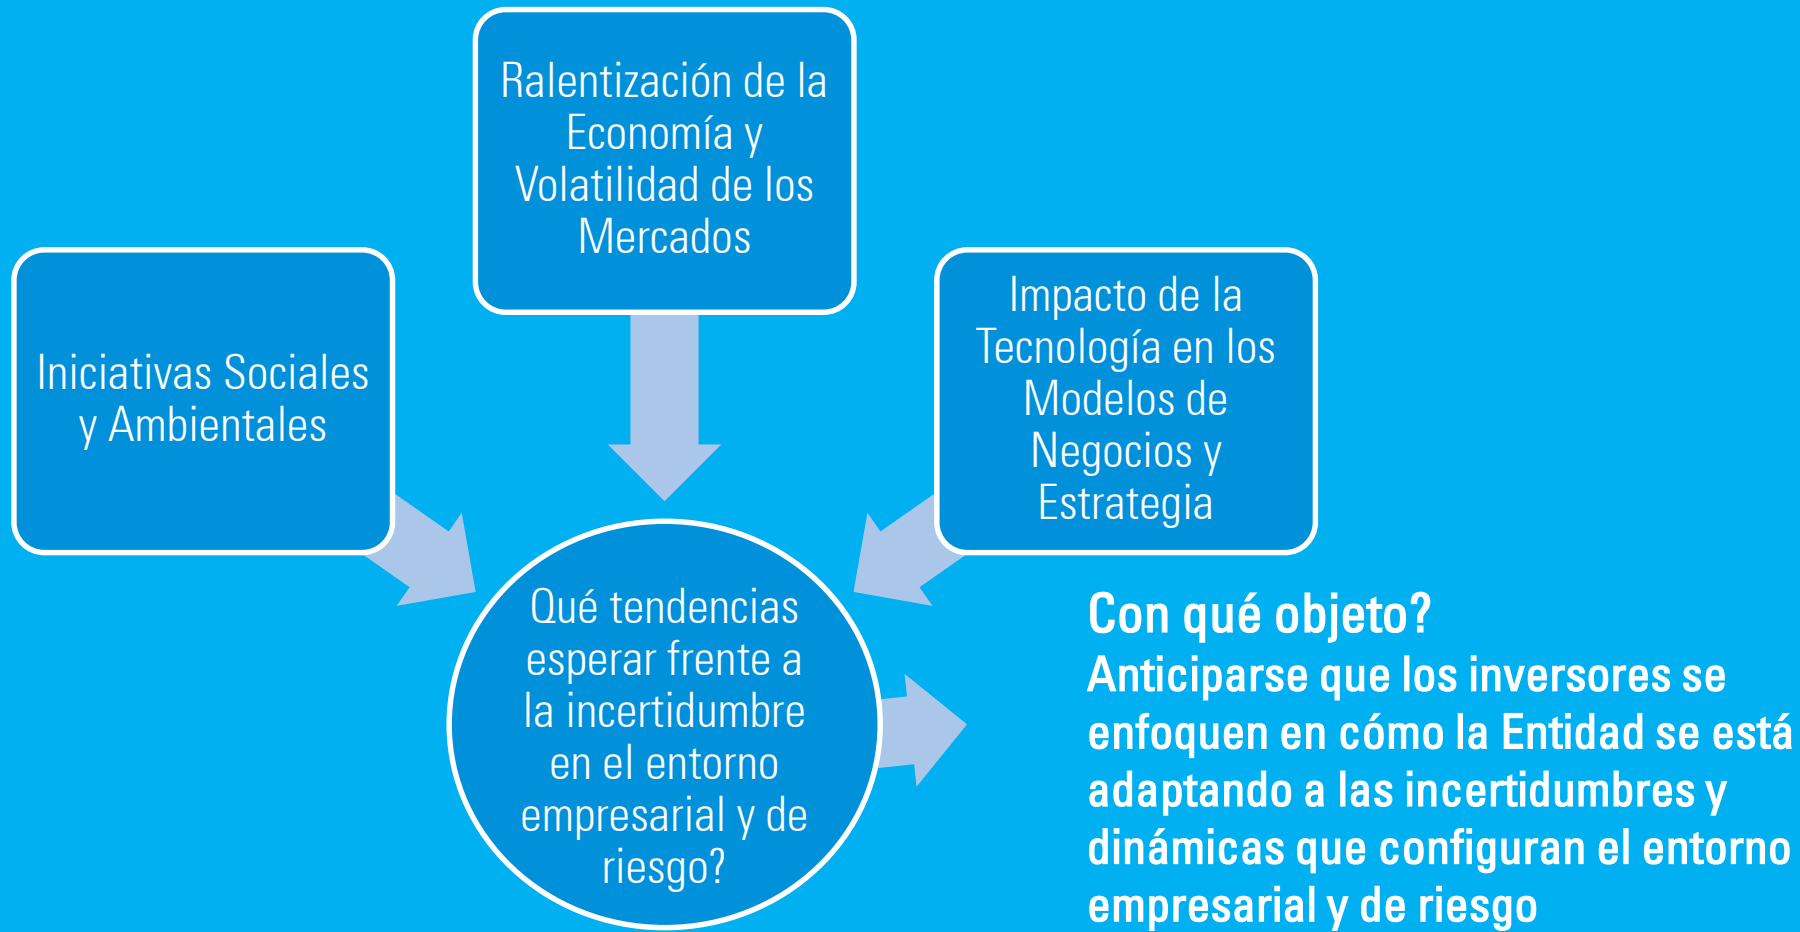 Ralentización de la
Economía y
Volatilidad de los
Mercados
Iniciativas Sociales
y Ambientales
Impacto de la
Tecnología en los
Modelos de
Negocios y
Estrategia
Qué tendencias
esperar frente a
la incertidumbre
en el entorno
empresarial y de
riesgo?
Con qué objeto?
Anticiparse que los inversores se
enfoquen en cómo la Entidad se está
adaptando a las incertidumbres y
dinámicas que configuran el entorno
empresarial y de riesgo